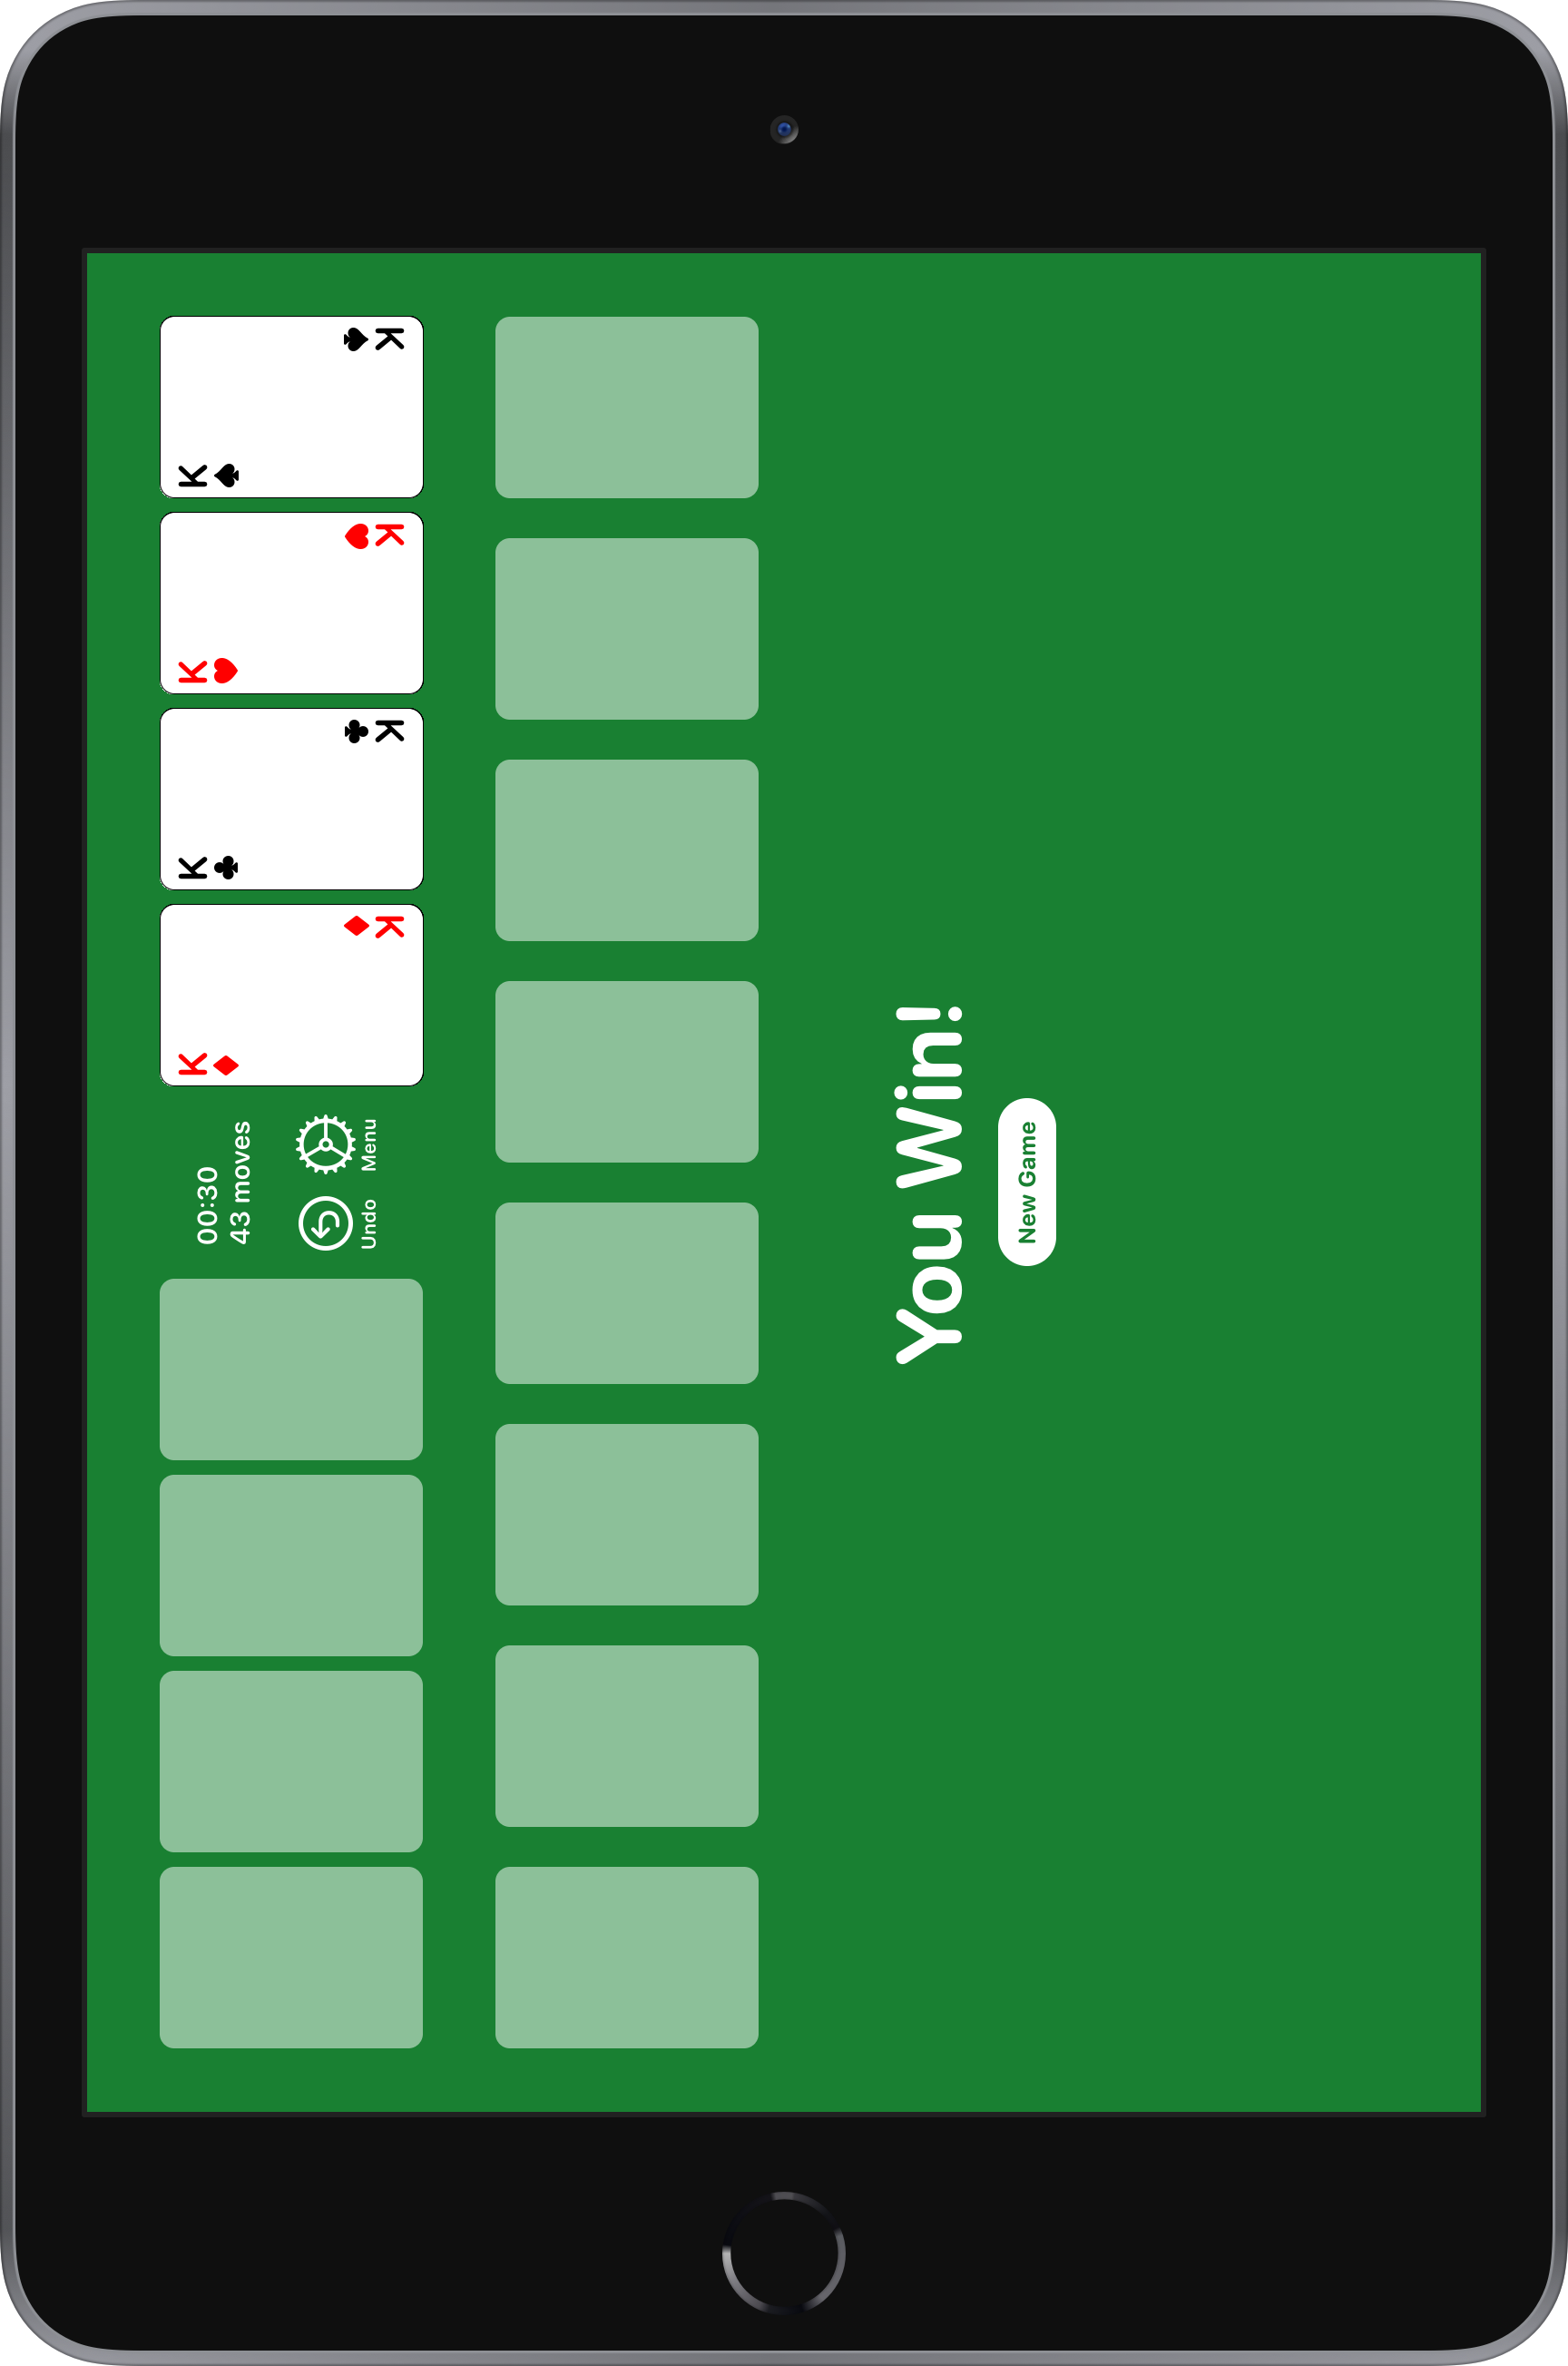 00:30
43 moves
Undo Menu
K♦
K♦
K♣
K♣
K♥
K♥
K♠
K♠
You Win!
New Game